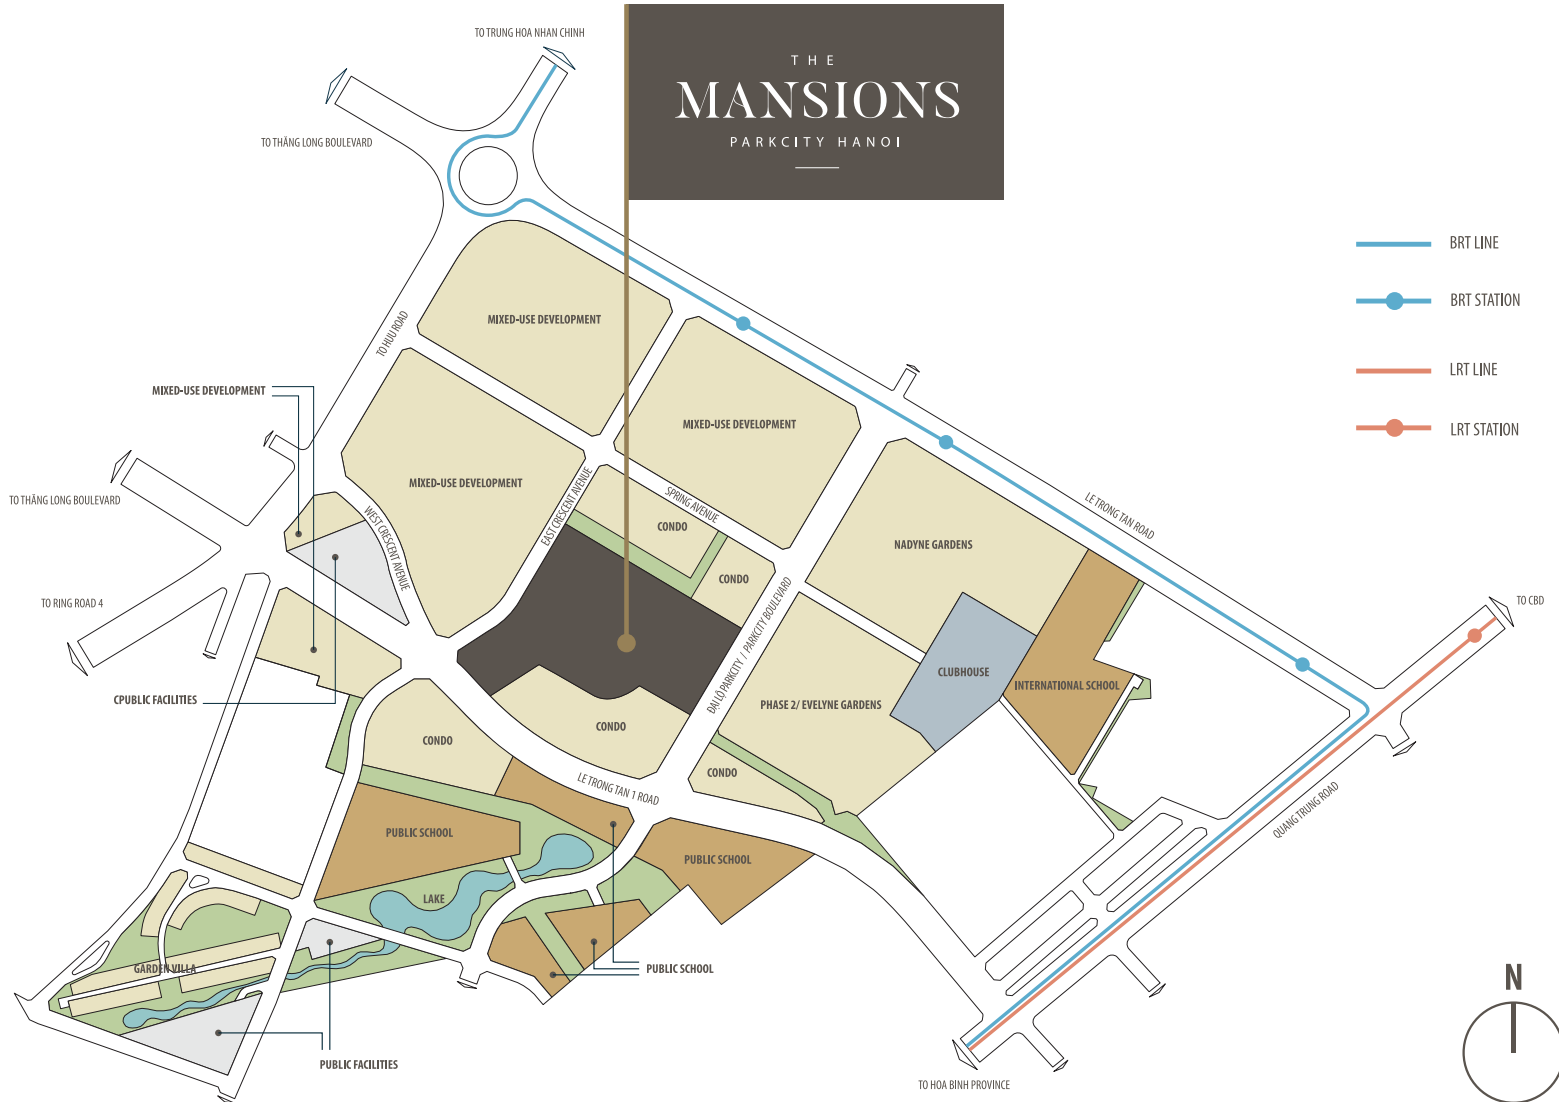 TO TRUNG HOA NHAN CHINH
THE
MANSIONS
PARKCITY HANOI
TO THĂNG LONG BOULEVARD
BRT LINE
BRT STATION
LRT LINE
LRT STATION
TO HUU ROAD
MIXED-USE DEVELOPMENT
MIXED-USE DEVELOPMENT
MIXED-USE DEVELOPMENT
MIXED-USE DEVELOPMENT
TO THĂNG LONG BOULEVARD
WEST CRESCENT AVENUE
EAST CRESCENT AVENUE
SPRING AVENUE
CONDO
LE TRONG TAN ROAD
NADYNE GARDENS
CONDO
TO RING ROAD 4
TO CBD
ĐẠI LỘ PARKCITY / PARKCITY BOULEVARD
CLUBHOUSE
INTERNATIONAL SCHOOL
CPUBLIC FACILITIES
PHASE 2/ EVELYNE GARDENS
CONDO
CONDO
CONDO
LE TRONG TAN 1 ROAD
QUANG TRUNG ROAD
PUBLIC SCHOOL
PUBLIC SCHOOL
LAKE
GARDEN VILLA
PUBLIC SCHOOL
PUBLIC FACILITIES
TO HOA BINH PROVINCE
N